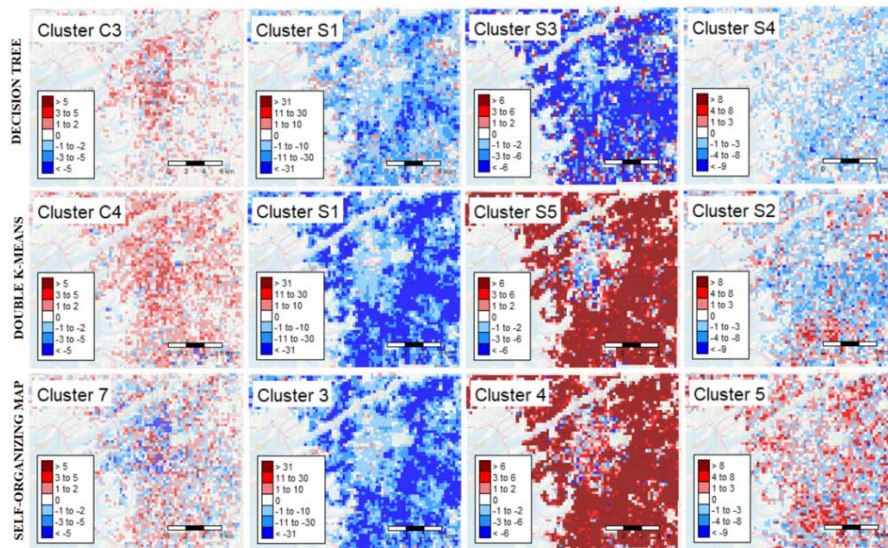 DECISION TREE
Cluster C3
> 5
3 to 5
1 to 2
0
-1 to -2
-3 to -5
< -5
Cluster S1
> 31
11 to 30
1 to 10
0
-1 to -10
-11 to -30
< -31
Cluster S3
> 6
3 to 6
1 to 2
0
-1 to -2
-3 to -6
< -6
Cluster S4
> 8
4 to 8
1 to 3
0
-1 to -3
-4 to -8
< -9
DOUBLE K-MEANS
Cluster C4
> 5
3 to 5
1 to 2
0
-1 to -2
-3 to -5
< -5
Cluster S1
> 31
11 to 30
1 to 10
0
-1 to -10
-11 to -30
< -31
Cluster S5
> 6
3 to 6
1 to 2
0
-1 to -2
-3 to -6
< -6
Cluster S2
> 8
4 to 8
1 to 3
0
-1 to -3
-4 to -8
< -9
SELF-ORGANIZING MAP
Cluster 7
> 5
3 to 5
1 to 2
0
-1 to -2
-3 to -5
< -5
Cluster 3
> 31
11 to 30
1 to 10
0
-1 to -10
-11 to -30
< -31
Cluster 4
> 6
3 to 6
1 to 2
0
-1 to -2
-3 to -6
< -6
Cluster 5
> 8
4 to 8
1 to 3
0
-1 to -3
-4 to -8
< -9